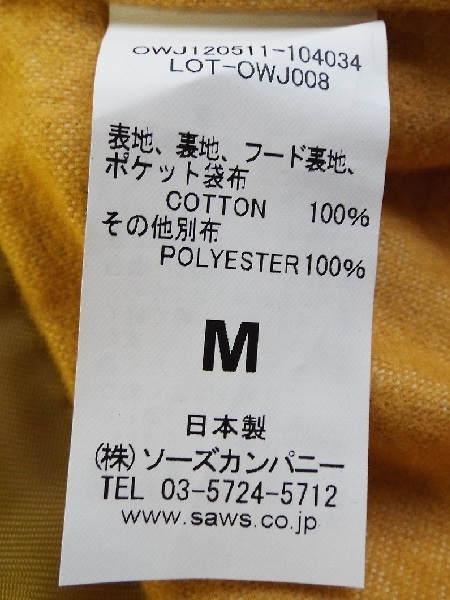 OWJ120511-104034
LOT-OWJ008
表地、裏地、フード裏地、
ポケット袋布
COTTON 100%
その他別布
POLYESTER 100%
M
日本製
(株)ソーズカンパニー
TEL 03-5724-5712
www.saws.co.jp